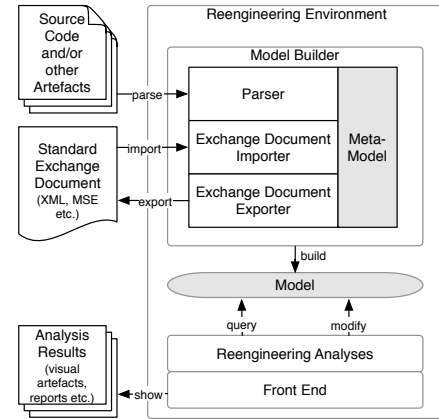 Reengineering Environment
Source
Code
and/or
other
Artefacts
Model Builder
parse
Parser
Meta-
Model
Standard
Exchange
Document
(XML, MSE
etc.)
import
Exchange Document
Importer
export
Exchange Document
Exporter
build
Model
query
modify
Analysis
Results
(visual
artefacts,
reports etc.)
Reengineering Analyses
show
Front End